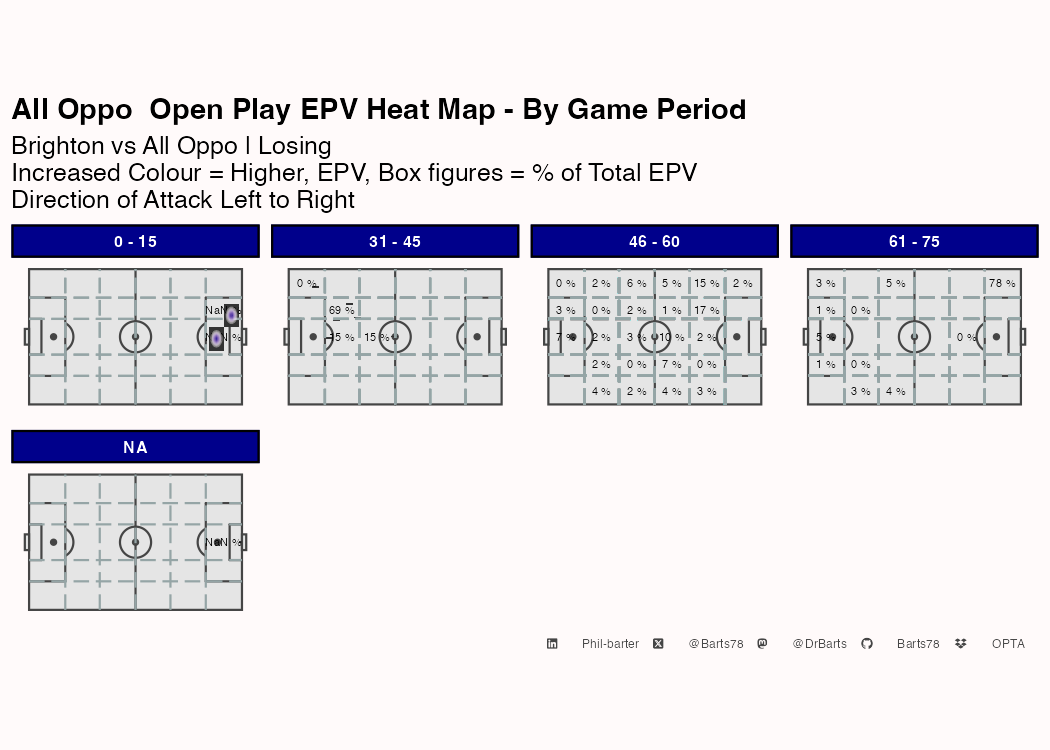 All Oppo  Open Play EPV Heat Map - By Game Period
Brighton vs All Oppo | Losing
Increased Colour = Higher, EPV, Box figures = % of Total EPV
Direction of Attack Left to Right
0 - 15
31 - 45
46 - 60
61 - 75
0 %
0 % 2 % 6 % 5 % 15 % 2 %
3 % 5 % 78 %
69 %
3 % 0 % 2 % 1 % 17 %
1 % 0 %
15 %
7 % 2 % 3 % 10 % 2 %
5 % 0 %
2 % 0 % 7 % 0 %
1 % 0 %
4 % 2 % 4 % 3 %
3 % 4 %
NA
NaN %
Phil-barter @Barts78 @DrBarts Barts78 OPTA